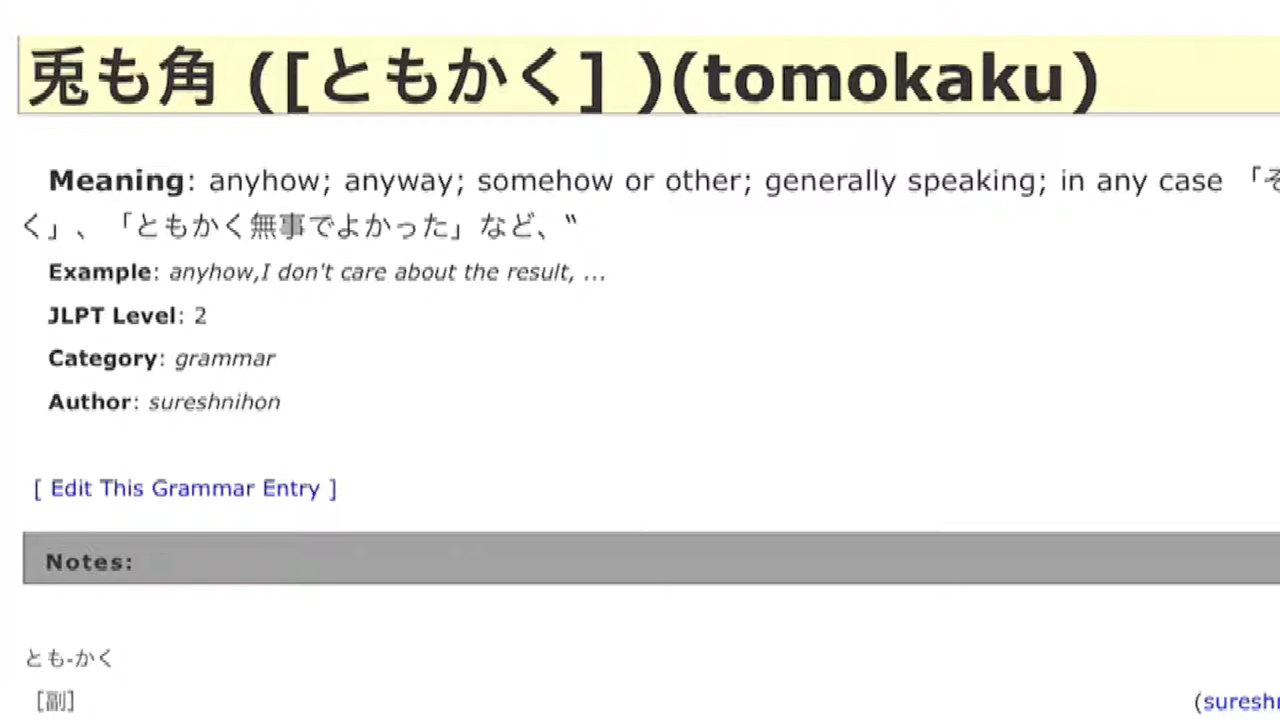 兎も角 ([ともかく] )(tomokaku)
Meaning: anyhow; anyway; somehow or other; generally speaking; in any case 「そ
く」、「ともかく無事でよかった」など、‟
Example: anyhow,I don't care about the result, ...
JLPT Level: 2
Category: grammar
Author: sureshnihon
[ Edit This Grammar Entry ]
Notes:
とも-かく
[副]
(sureshn